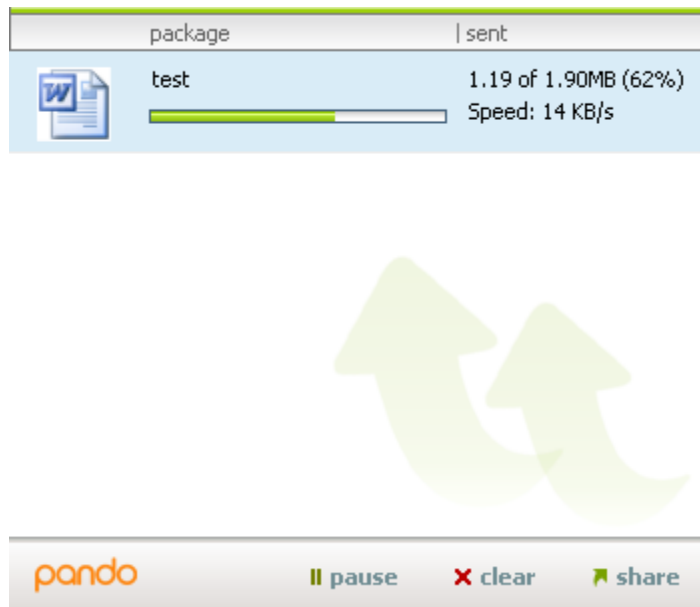 package | sent
W
test 1.19 of 1.90MB (62%)
Speed: 14 KB/s
pando pause clear share